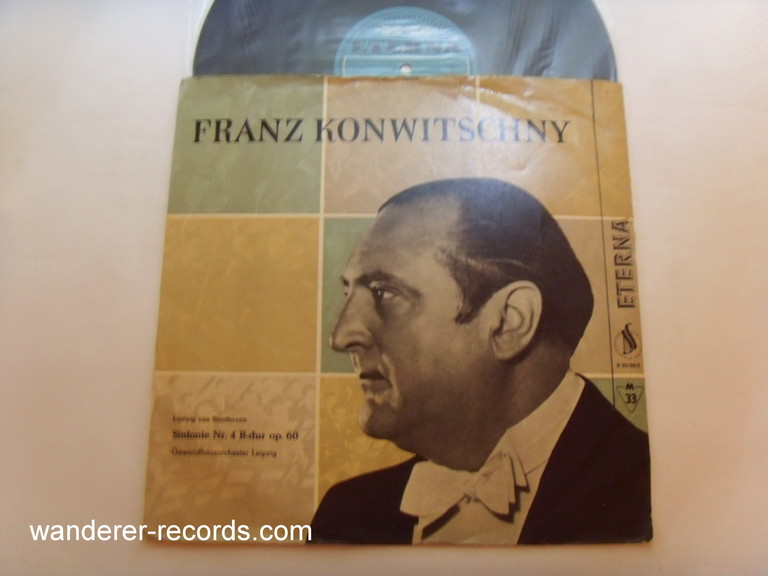 ETERNA
FRANZ KONWITSCHNY
ETERNA
M
33
Ludwig van Beethoven
Sinfonie Nr. 4 B-dur op. 60
Gewandhausorchester Leipzig
wanderer-records.com